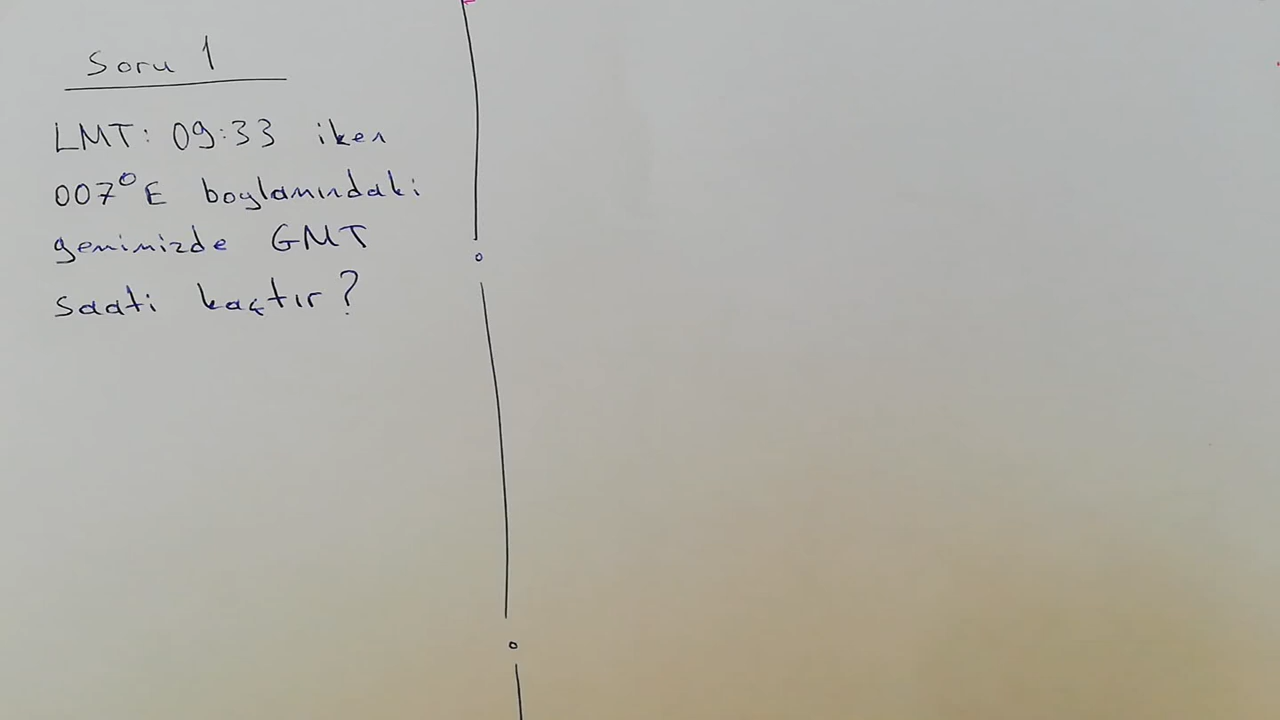 Soru 1
LMT: 09:33 iken
007° E boylamındaki
gemimizde GMT
saati kaçtır?